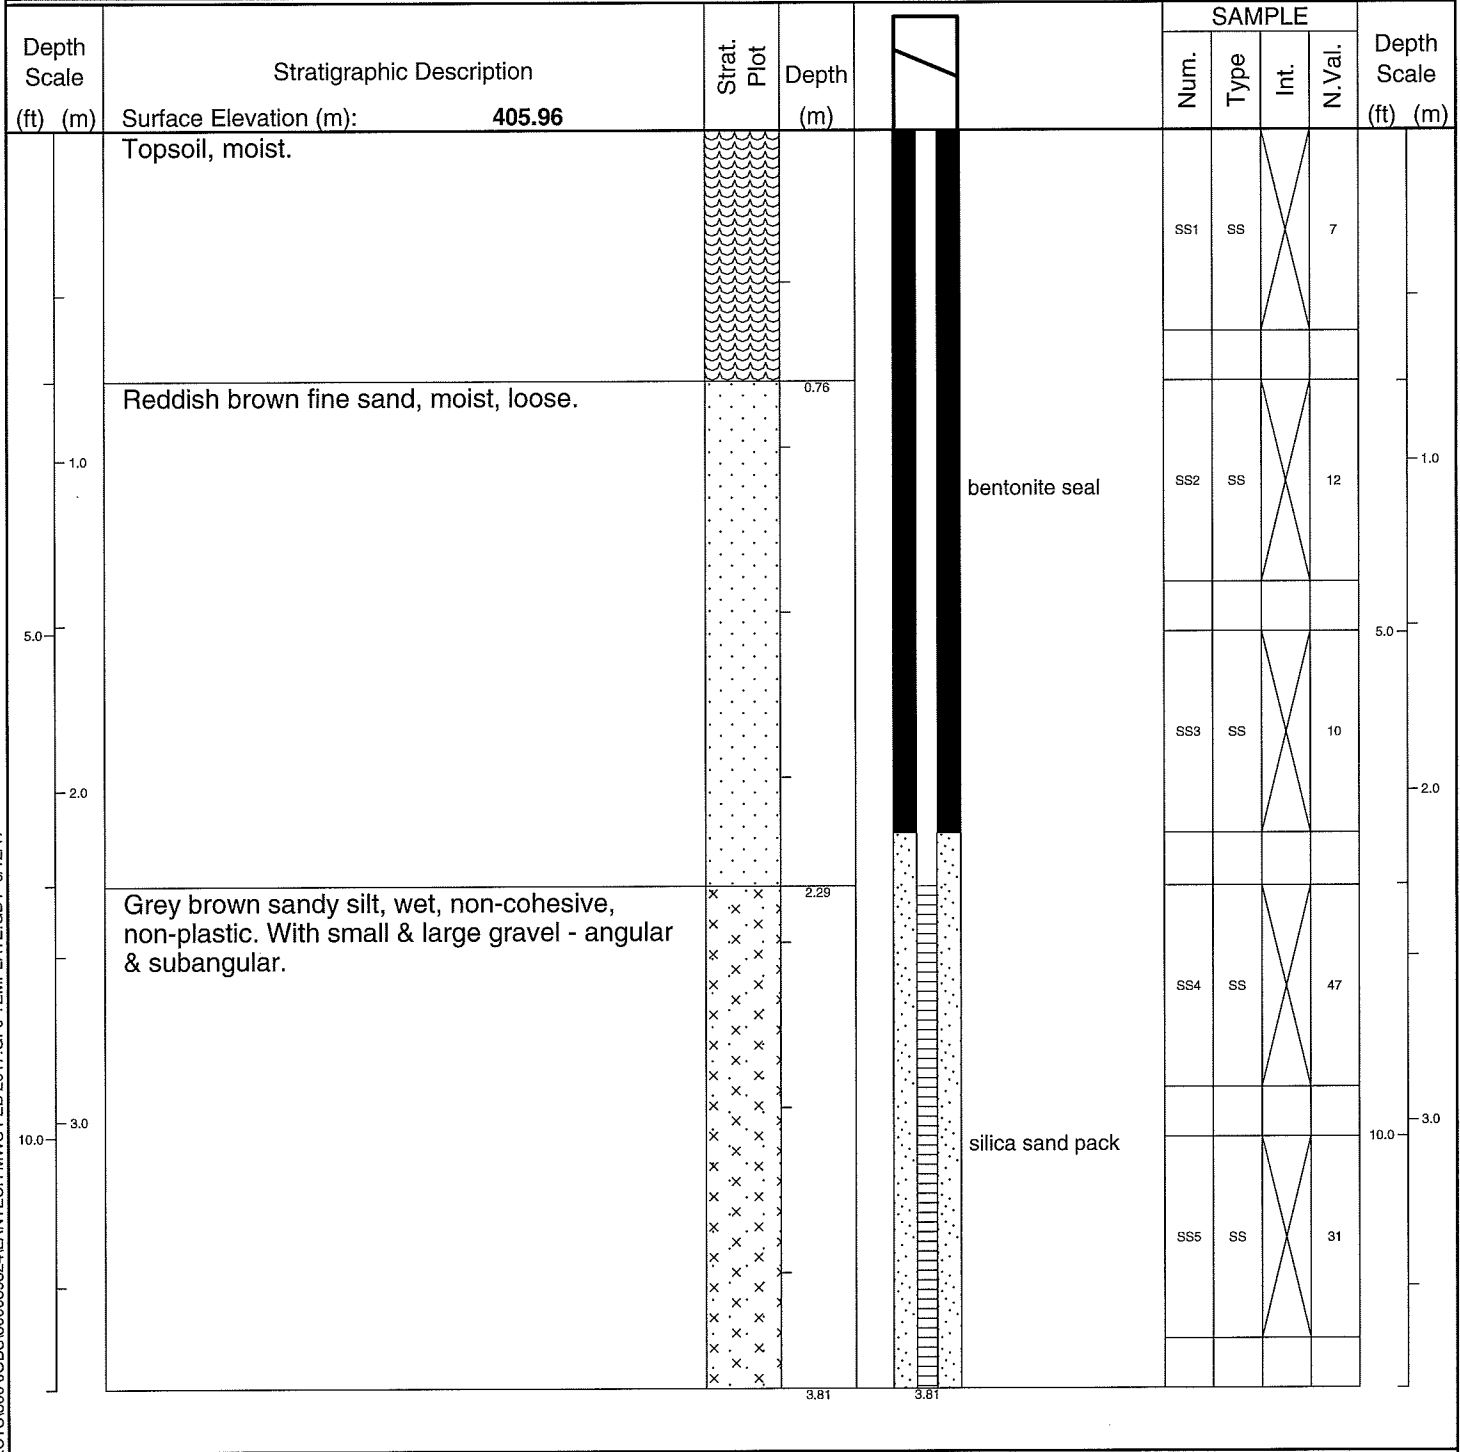 SAMPLE
Depth Scale
(ft) (m)
Stratigraphic Description
Surface Elevation (m): 405.96
Strat. Plot
Depth
(m)
Num.
Type
Int.
N.Val.
Depth Scale
(ft) (m)
Topsoil, moist.
SS1 SS 7
0.76
Reddish brown fine sand, moist, loose.
1.0
1.0
bentonite seal
SS2 SS 12
5.0
5.0
SS3 SS 10
2.0
2.0
2.29
Grey brown sandy silt, wet, non-cohesive,
non-plastic. With small & large gravel - angular
& subangular.
SS4 SS 47
3.0
3.0
10.0
10.0
silica sand pack
SS5 SS 31
3.81
3.81